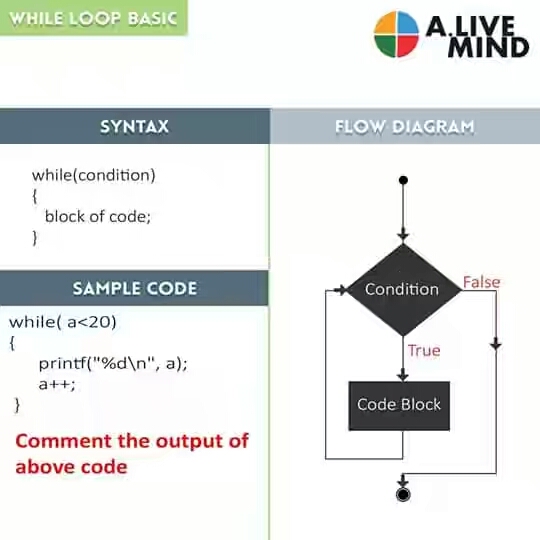 WHILE LOOP BASIC
A.LIVE
MIND
SYNTAX
while(condition)
{
block of code;
}
SAMPLE CODE
while( a<20)
{
printf("%d\n", a);
a++;
}
Comment the output of
above code
FLOW DIAGRAM
Condition
False
True
Code Block